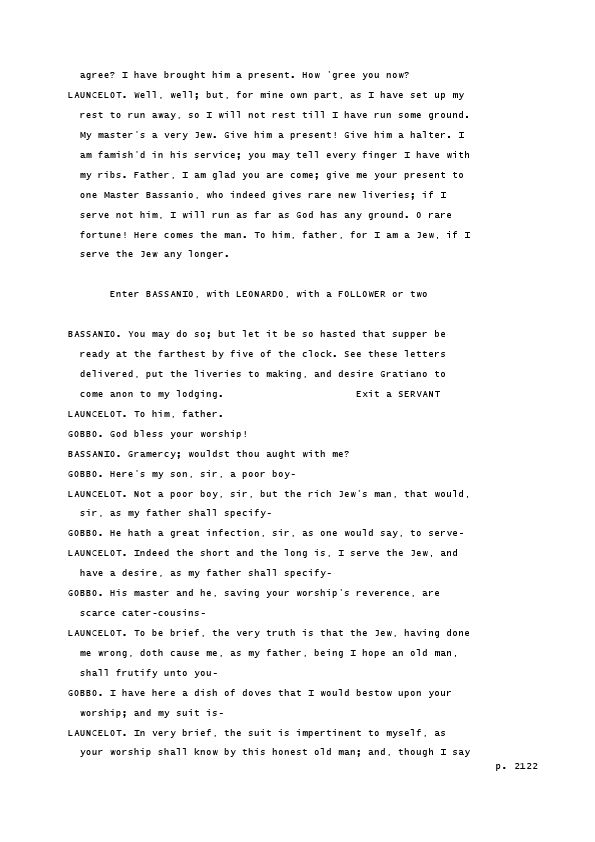 agree? I have brought him a present. How 'gree you now?
LAUNCELOT. Well, well; but, for mine own part, as I have set up my
rest to run away, so I will not rest till I have run some ground.
My master's a very Jew. Give him a present! Give him a halter. I
am famish'd in his service; you may tell every finger I have with
my ribs. Father, I am glad you are come; give me your present to
one Master Bassanio, who indeed gives rare new liveries; if I
serve not him, I will run as far as God has any ground. O rare
fortune! Here comes the man. To him, father, for I am a Jew, if I
serve the Jew any longer.
Enter BASSANIO, with LEONARDO, with a FOLLOWER or two
BASSANIO. You may do so; but let it be so hasted that supper be
ready at the farthest by five of the clock. See these letters
delivered, put the liveries to making, and desire Gratiano to
come anon to my lodging. Exit a SERVANT
LAUNCELOT. To him, father.
GOBBO. God bless your worship!
BASSANIO. Gramercy; wouldst thou aught with me?
GOBBO. Here's my son, sir, a poor boy-
LAUNCELOT. Not a poor boy, sir, but the rich Jew's man, that would,
sir, as my father shall specify-
GOBBO. He hath a great infection, sir, as one would say, to serve-
LAUNCELOT. Indeed the short and the long is, I serve the Jew, and
have a desire, as my father shall specify-
GOBBO. His master and he, saving your worship's reverence, are
scarce cater-cousins-
LAUNCELOT. To be brief, the very truth is that the Jew, having done
me wrong, doth cause me, as my father, being I hope an old man,
shall frutify unto you-
GOBBO. I have here a dish of doves that I would bestow upon your
worship; and my suit is-
LAUNCELOT. In very brief, the suit is impertinent to myself, as
your worship shall know by this honest old man; and, though I say
p. 2122